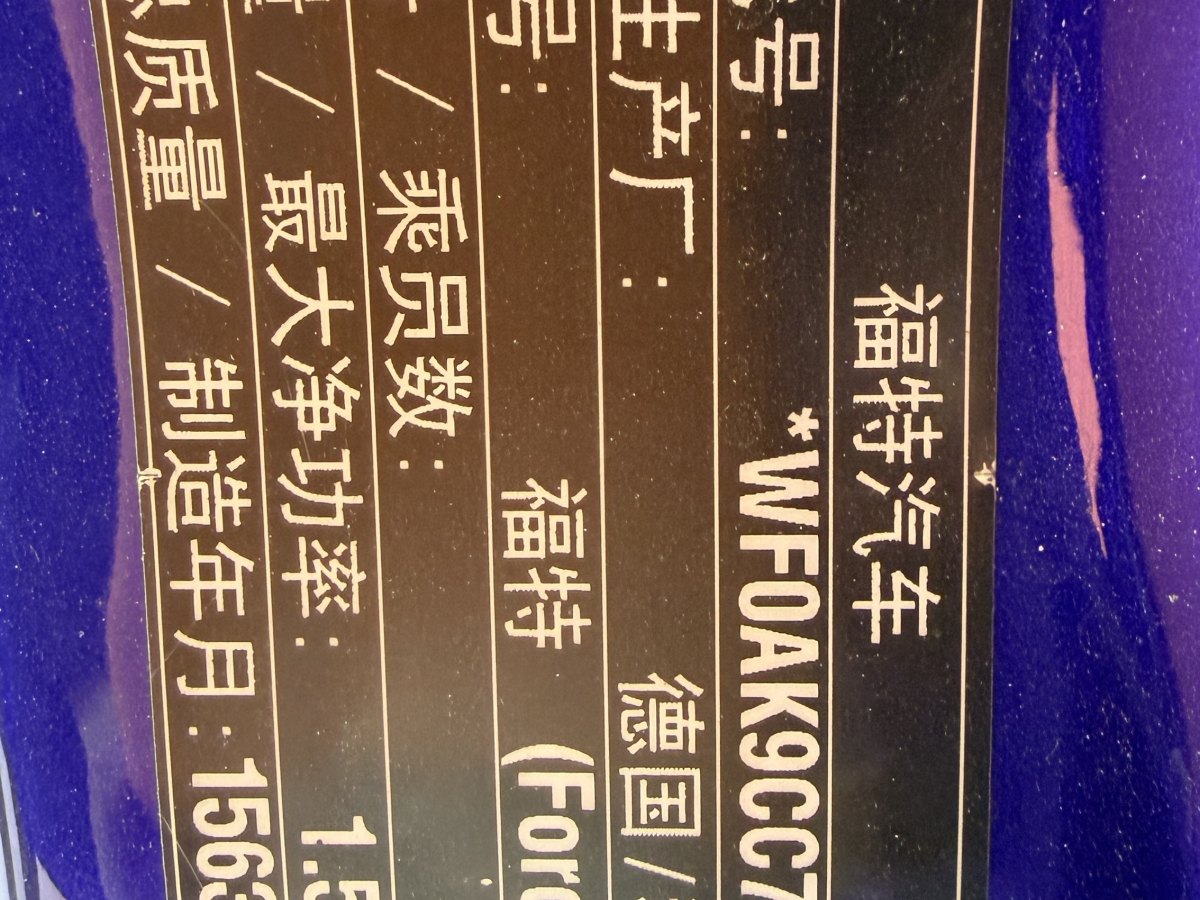 福特汽车
号: *WF0AK9CC7
生产厂: 德国/
号: 福特 (Ford
/ 乘员数:
/ 最大净功率: 1.5
质量 / 制造年月: 1563